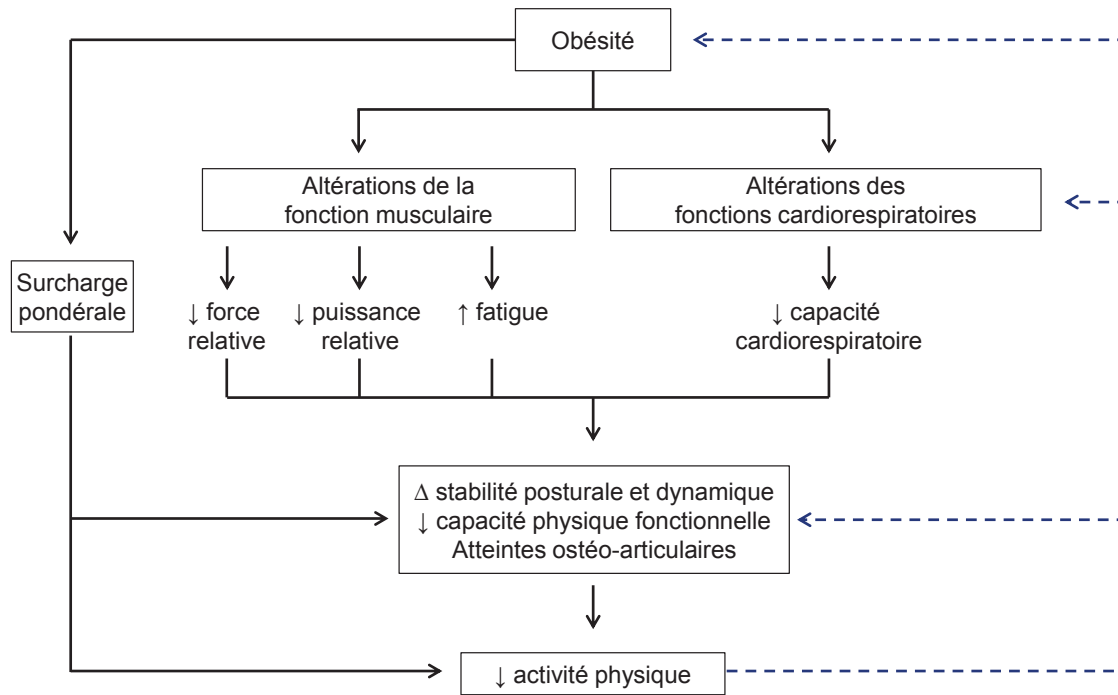 Obésité
Altérations de la
fonction musculaire
Altérations des
fonctions cardiorespiratoires
Surcharge
pondérale
↓ force
relative
↓ puissance
relative
↑ fatigue
↓ capacité
cardiorespiratoire
Δ stabilité posturale et dynamique
↓ capacité physique fonctionnelle
Atteintes ostéo-articulaires
↓ activité physique